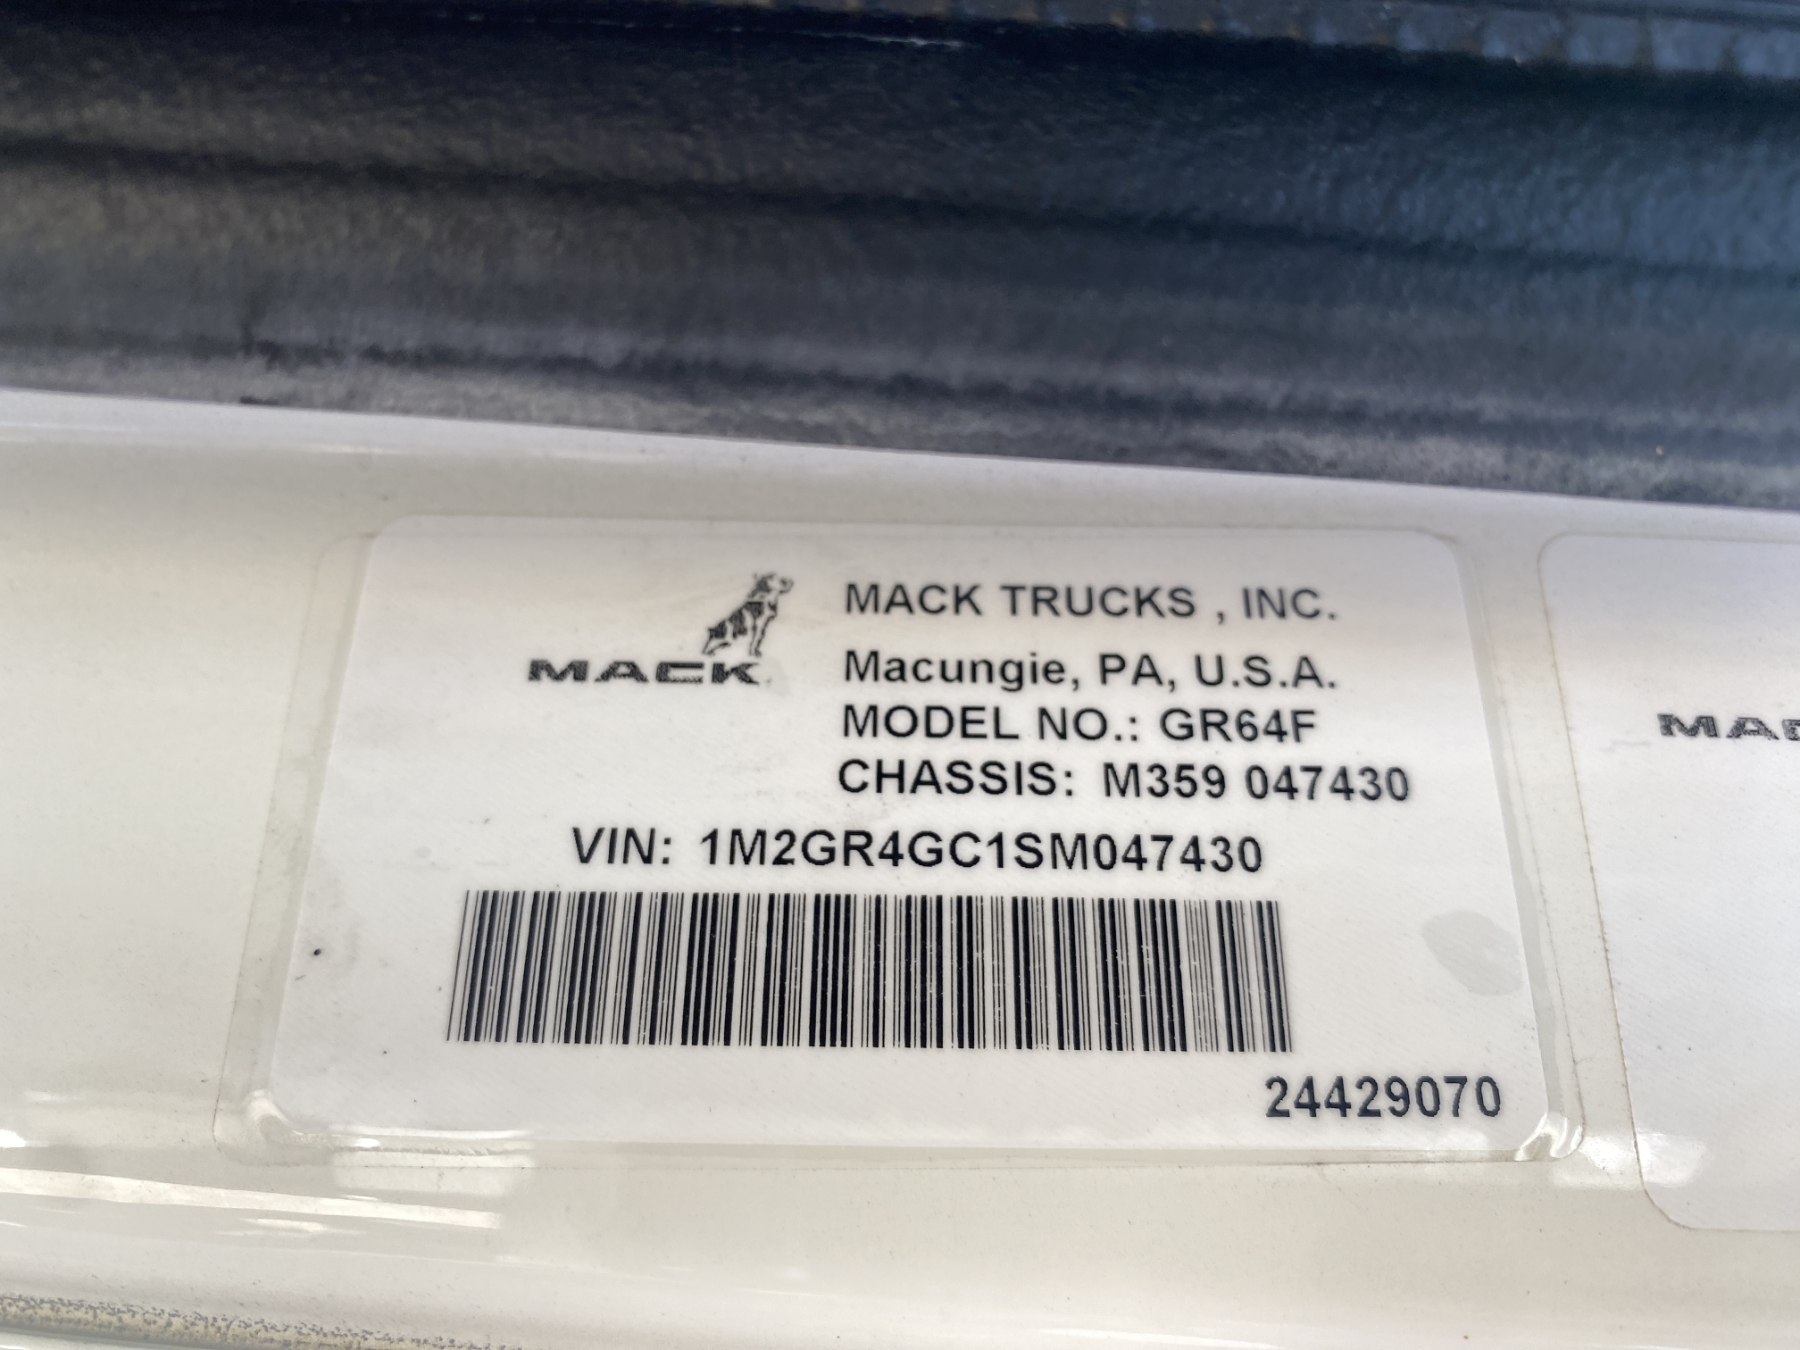 MACK
MACK TRUCKS , INC.
Macungie, PA, U.S.A.
MODEL NO.: GR64F
CHASSIS: M359 047430
VIN: 1M2GR4GC1SM047430
24429070